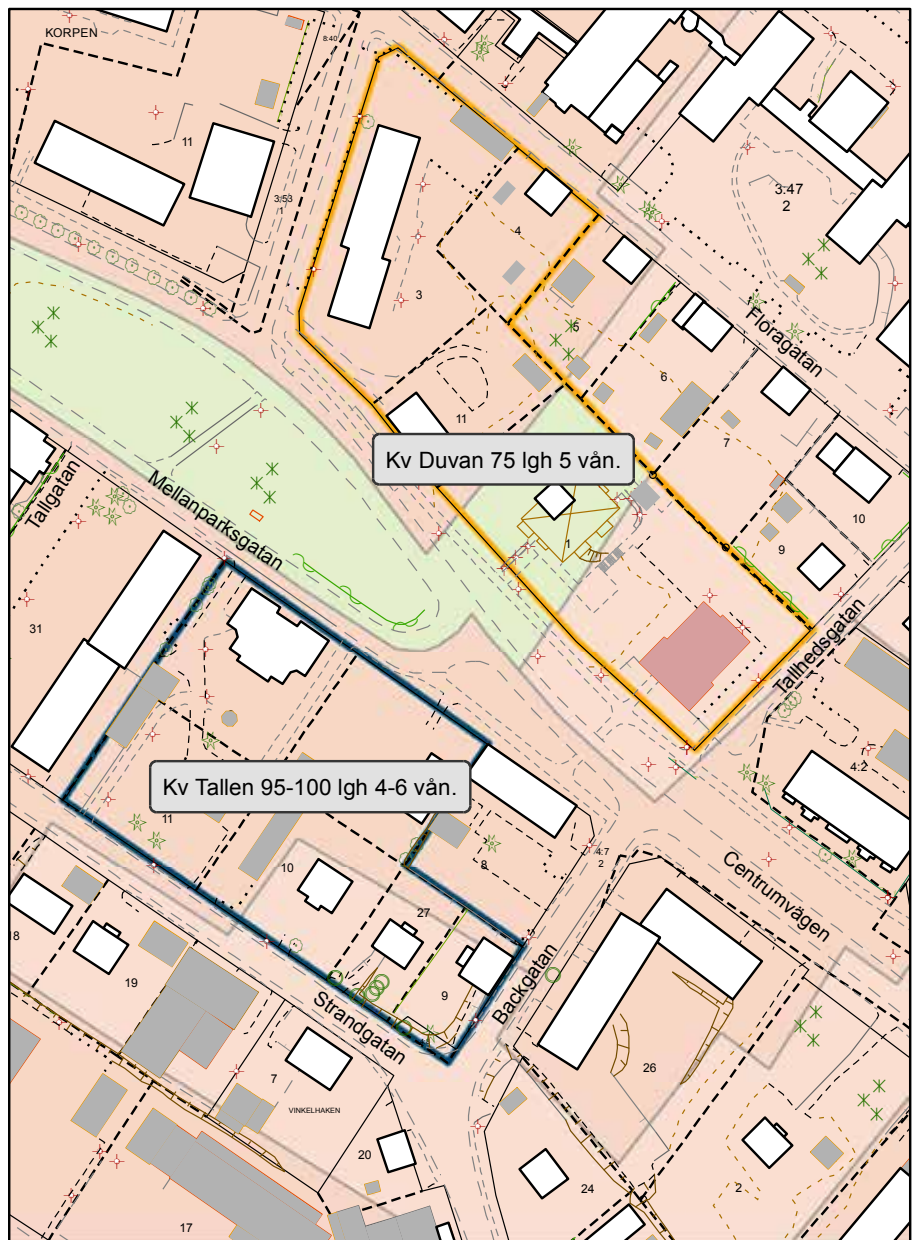 KORPEN
8:40
11
3:53
3:47
2
4
3
5
Floragatan
6
11
7
Kv Duvan 75 lgh 5 vån.
10
Tallgatan
Mellanparksgatan
1
9
31
Tallhedsgatan
4:2
Kv Tallen 95-100 lgh 4-6 vån.
11
10
8
4:7
2
Centrumvägen
27
18
19
9
Backgatan
Strandgatan
26
7
VINKELHAKEN
20
24
2
17